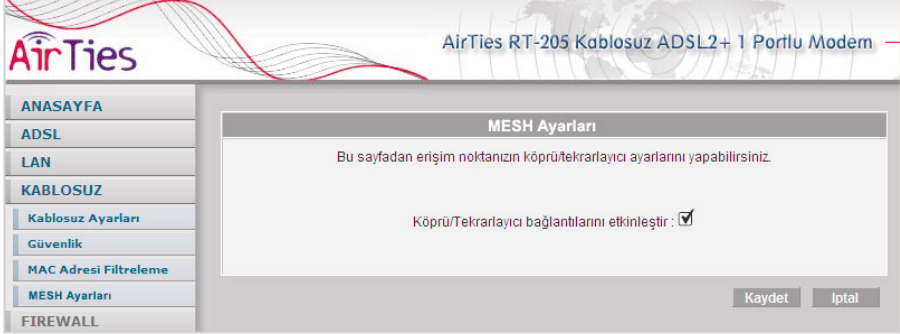 AirTies
AirTies RT-205 Kablosuz ADSL2+ 1 Portlu Modem
ANASAYFA
ADSL
LAN
KABLOSUZ
Kablosuz Ayarları
Güvenlik
MAC Adresi Filtreleme
MESH Ayarları
FIREWALL
MESH Ayarları
Bu sayfadan erişim noktanızın köprü/tekrarlayıcı ayarlarını yapabilirsiniz.
Köprü/Tekrarlayıcı bağlantılarını etkinleştir :
Kaydet
Iptal